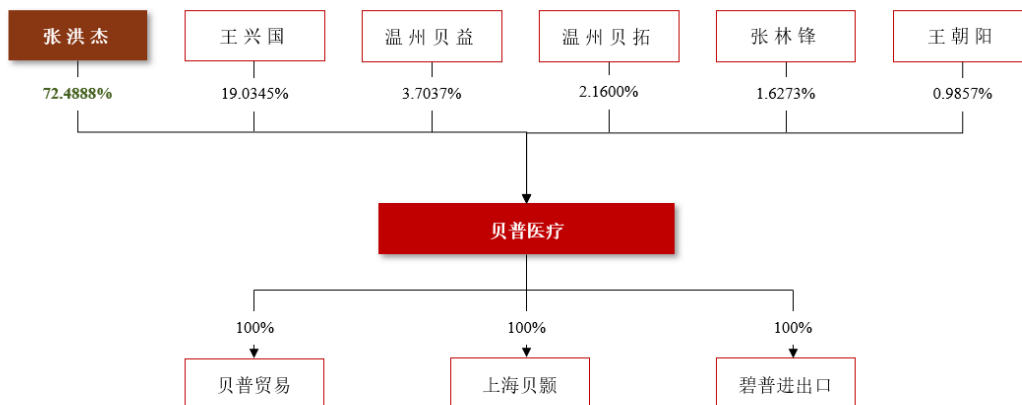 张洪杰 王兴国 温州贝益 温州贝拓 张林锋 王朝阳
72.4888% 19.0345% 3.7037% 2.1600% 1.6273% 0.9857%
贝普医疗
100% 100% 100%
贝普贸易 上海贝颢 碧普进出口